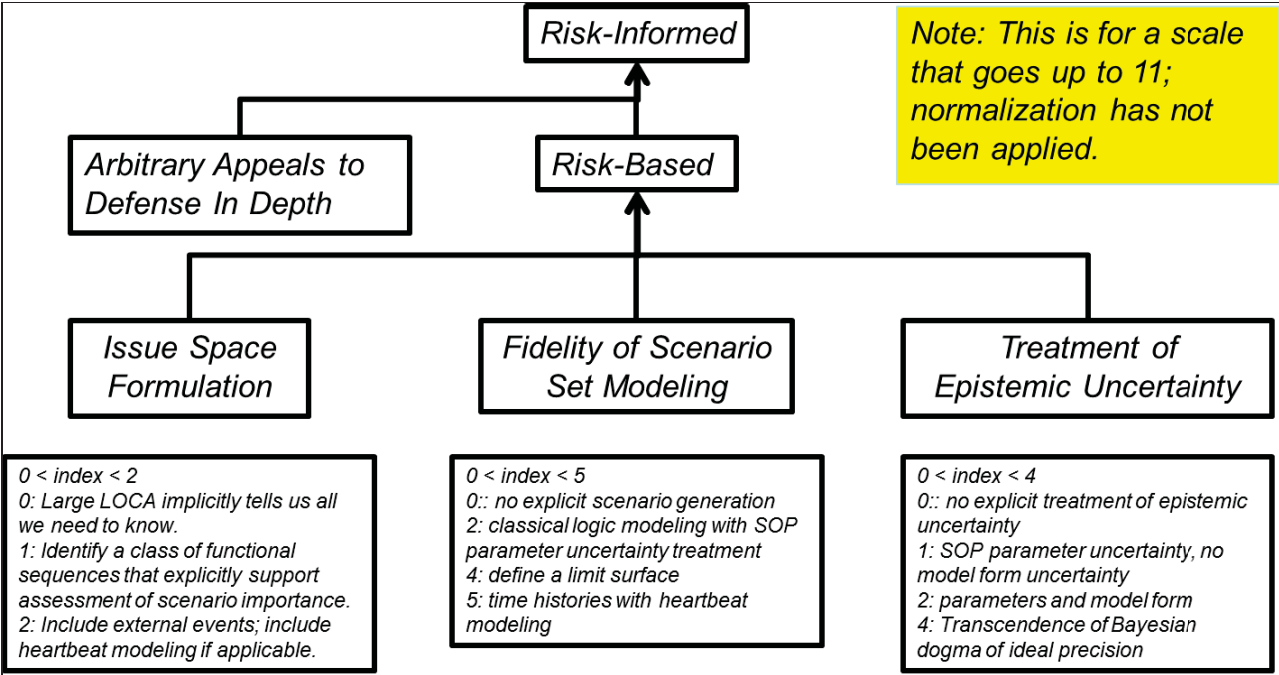 Risk-Informed
Note: This is for a scale
that goes up to 11;
normalization has not
been applied.
Arbitrary Appeals to
Defense In Depth
Risk-Based
Issue Space
Formulation
Fidelity of Scenario
Set Modeling
Treatment of
Epistemic Uncertainty
0 < index < 2
0: Large LOCA implicitly tells us all
we need to know.
1: Identify a class of functional
sequences that explicitly support
assessment of scenario importance.
2: Include external events; include
heartbeat modeling if applicable.
0 < index < 5
0:: no explicit scenario generation
2: classical logic modeling with SOP
parameter uncertainty treatment
4: define a limit surface
5: time histories with heartbeat
modeling
0 < index < 4
0:: no explicit treatment of epistemic
uncertainty
1: SOP parameter uncertainty, no
model form uncertainty
2: parameters and model form
4: Transcendence of Bayesian
dogma of ideal precision